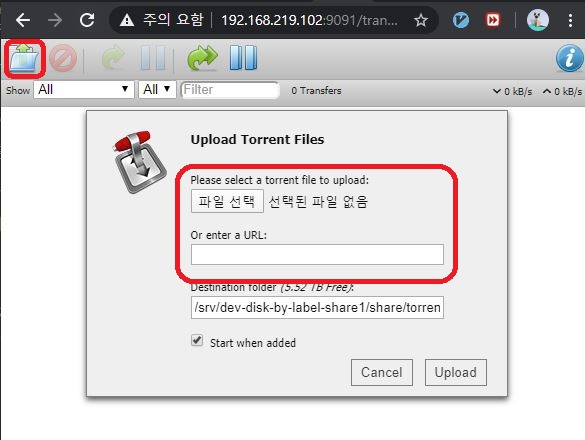 주의 요함 192.168.219.102:9091/tran...
Show All All Filter 0 Transfers 0 kB/s 0 kB/s
Upload Torrent Files
Please select a torrent file to upload:
파일 선택 선택된 파일 없음
Or enter a URL:
Destination folder (5.52 TB Free):
/srv/dev-disk-by-label-share1/share/torren
Start when added
Cancel Upload